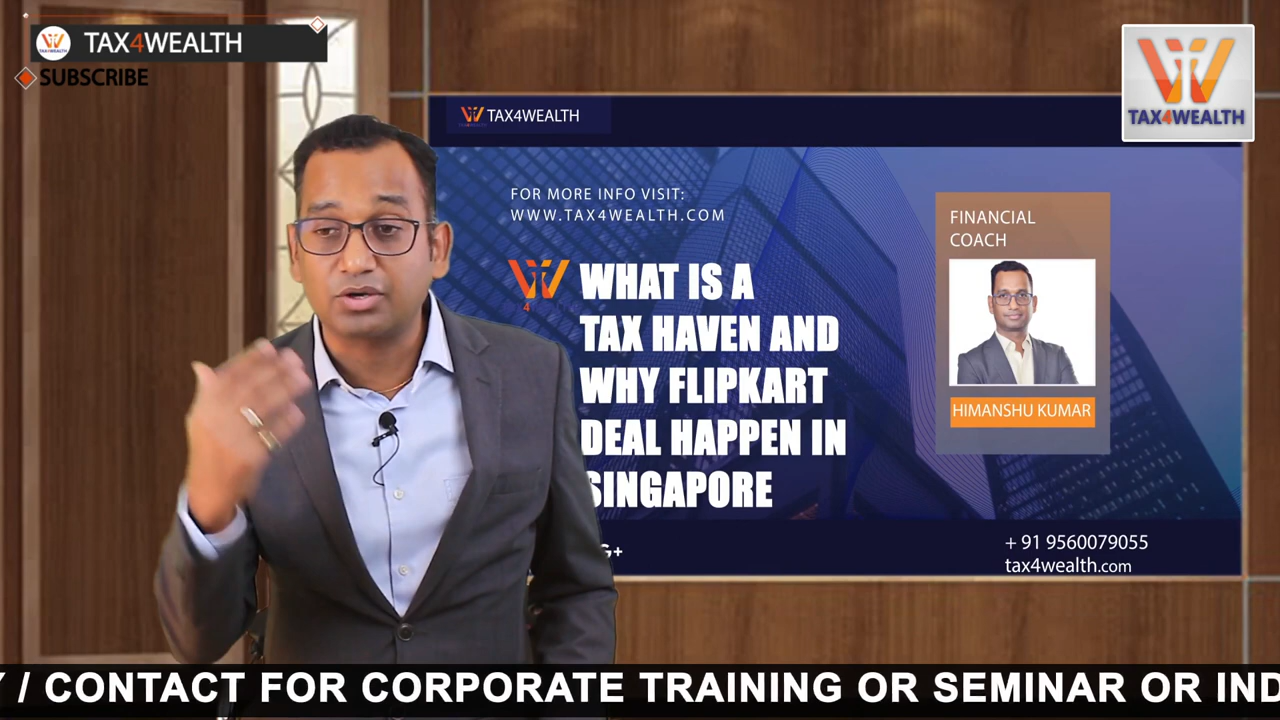 TAX4WEALTH
SUBSCRIBE
TAX4WEALTH
TAX4WEALTH
FOR MORE INFO VISIT:
WWW.TAX4WEALTH.COM
4
WHAT IS A
TAX HAVEN AND
WHY FLIPKART
DEAL HAPPEN IN
SINGAPORE
FINANCIAL
COACH
HIMANSHU KUMAR
G+
+ 91 9560079055
tax4wealth.com
/ CONTACT FOR CORPORATE TRAINING OR SEMINAR OR IND